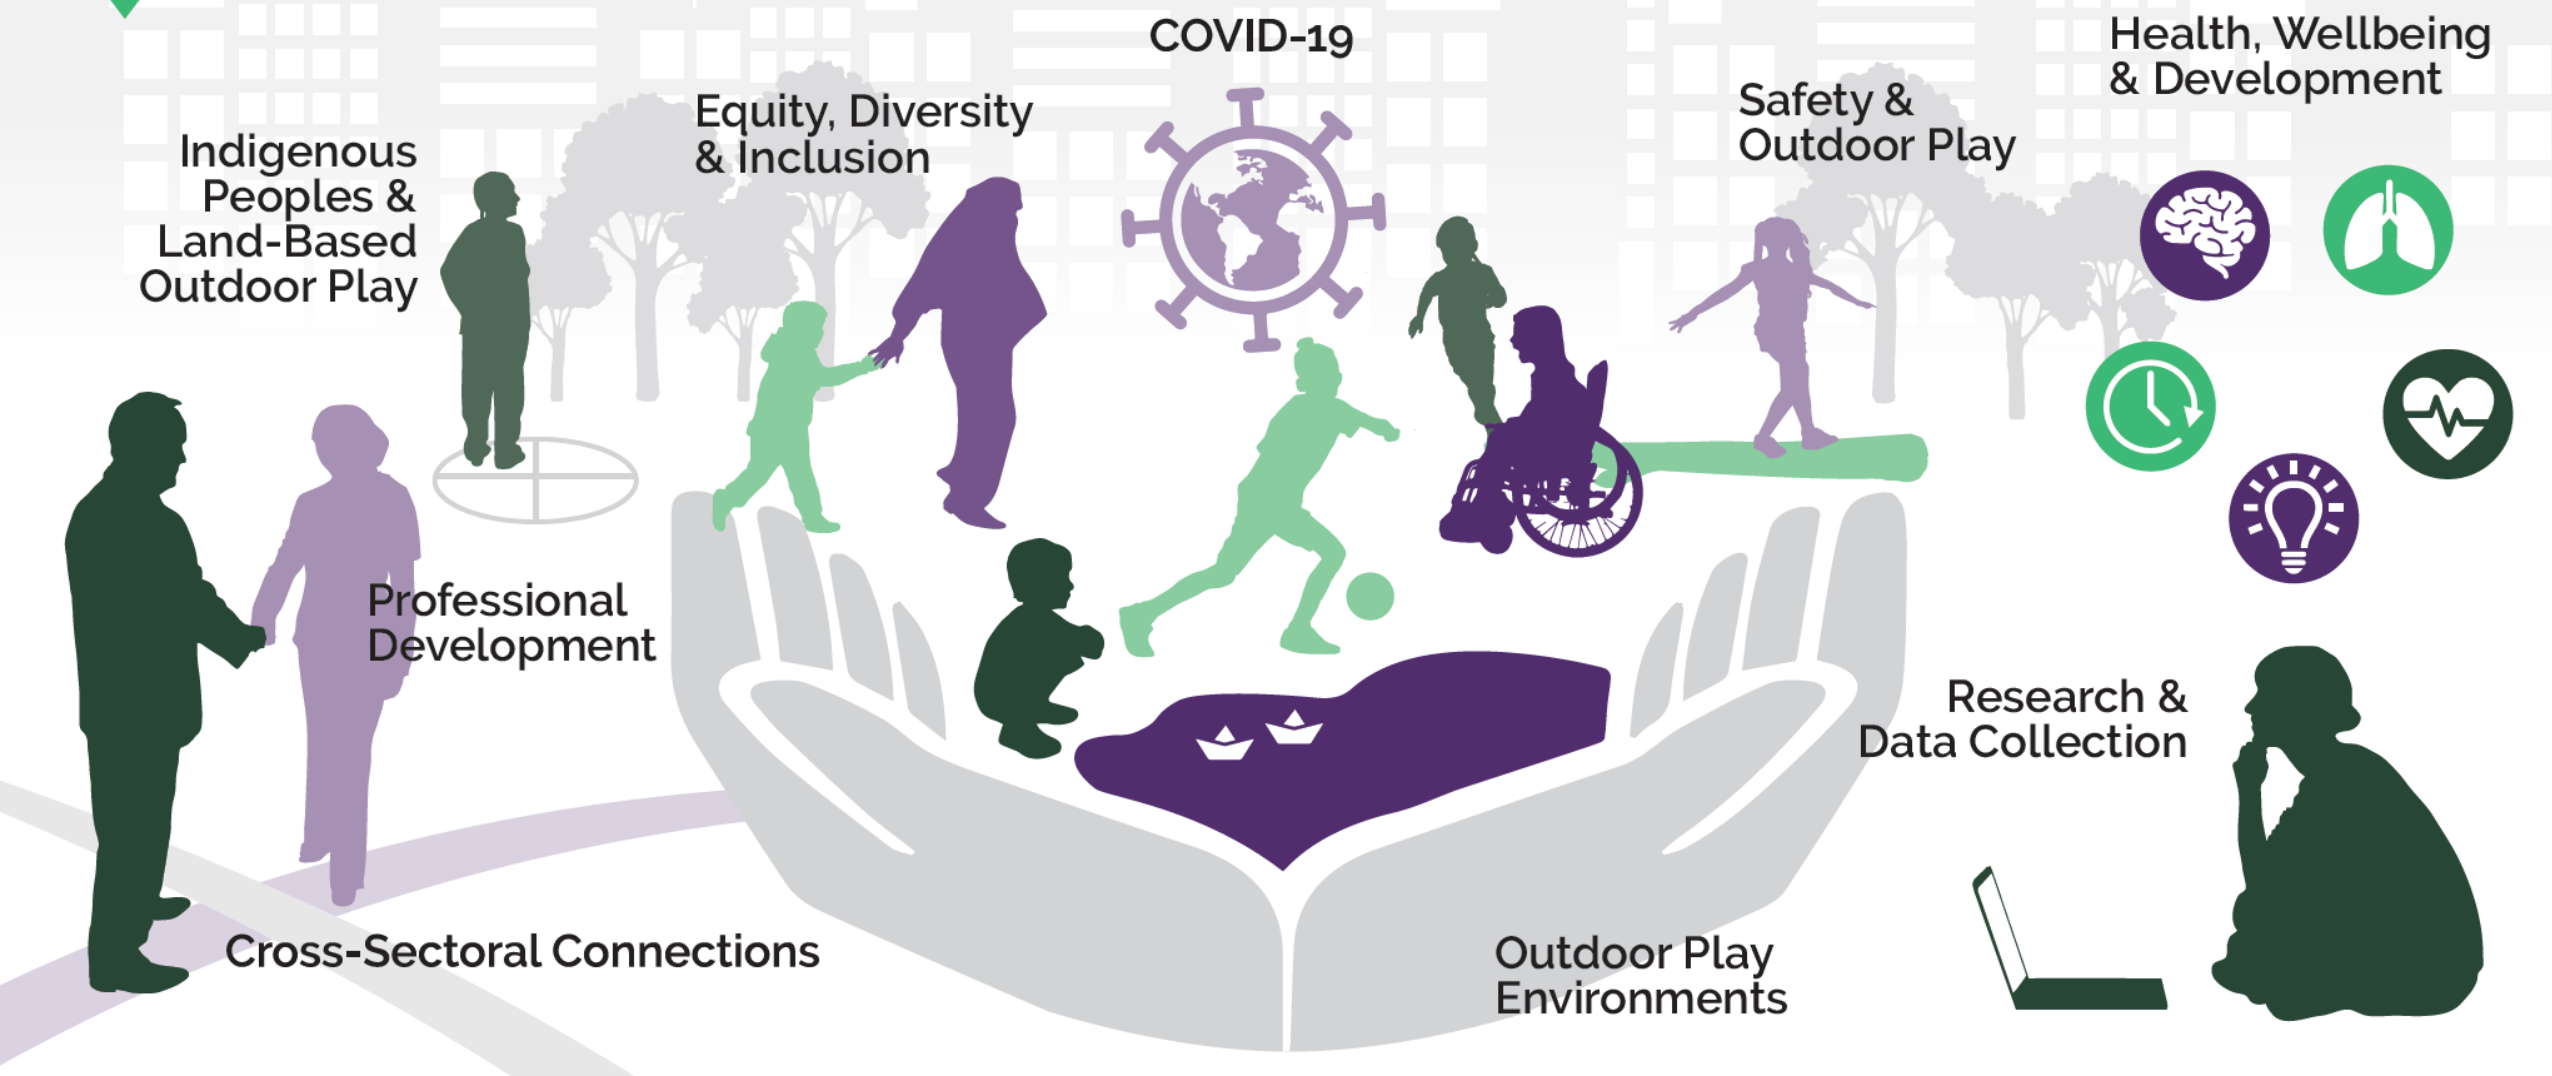 COVID-19
Health, Wellbeing
& Development
Equity, Diversity
& Inclusion
Safety &
Outdoor Play
Indigenous
Peoples &
Land-Based
Outdoor Play
Professional
Development
Research &
Data Collection
Cross-Sectoral Connections
Outdoor Play
Environments